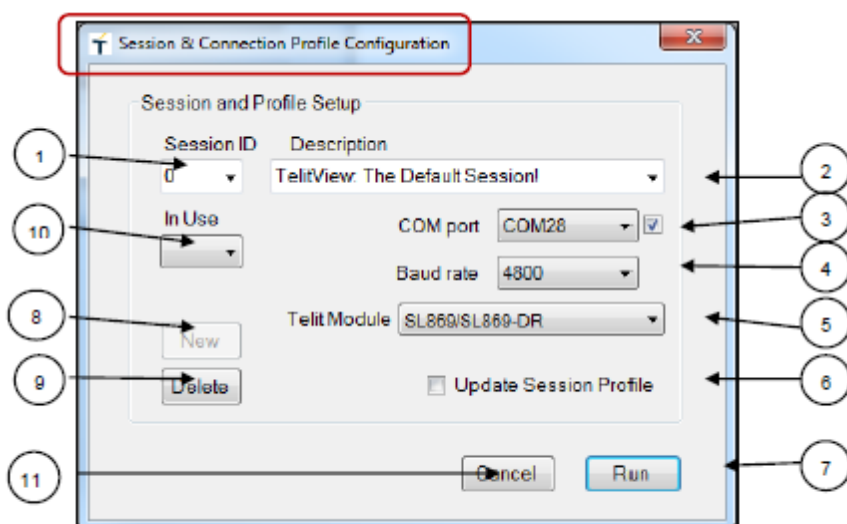 Session & Connection Profile Configuration
Session and Profile Setup
Session ID Description
1
0 TelitView: The Default Session!
2
In Use
COM port COM28
3
10
Baud rate 4800
4
8
Telit Module SL869/SL869-DR
5
New
9
Delete
Update Session Profile
6
11
Cancel Run
7